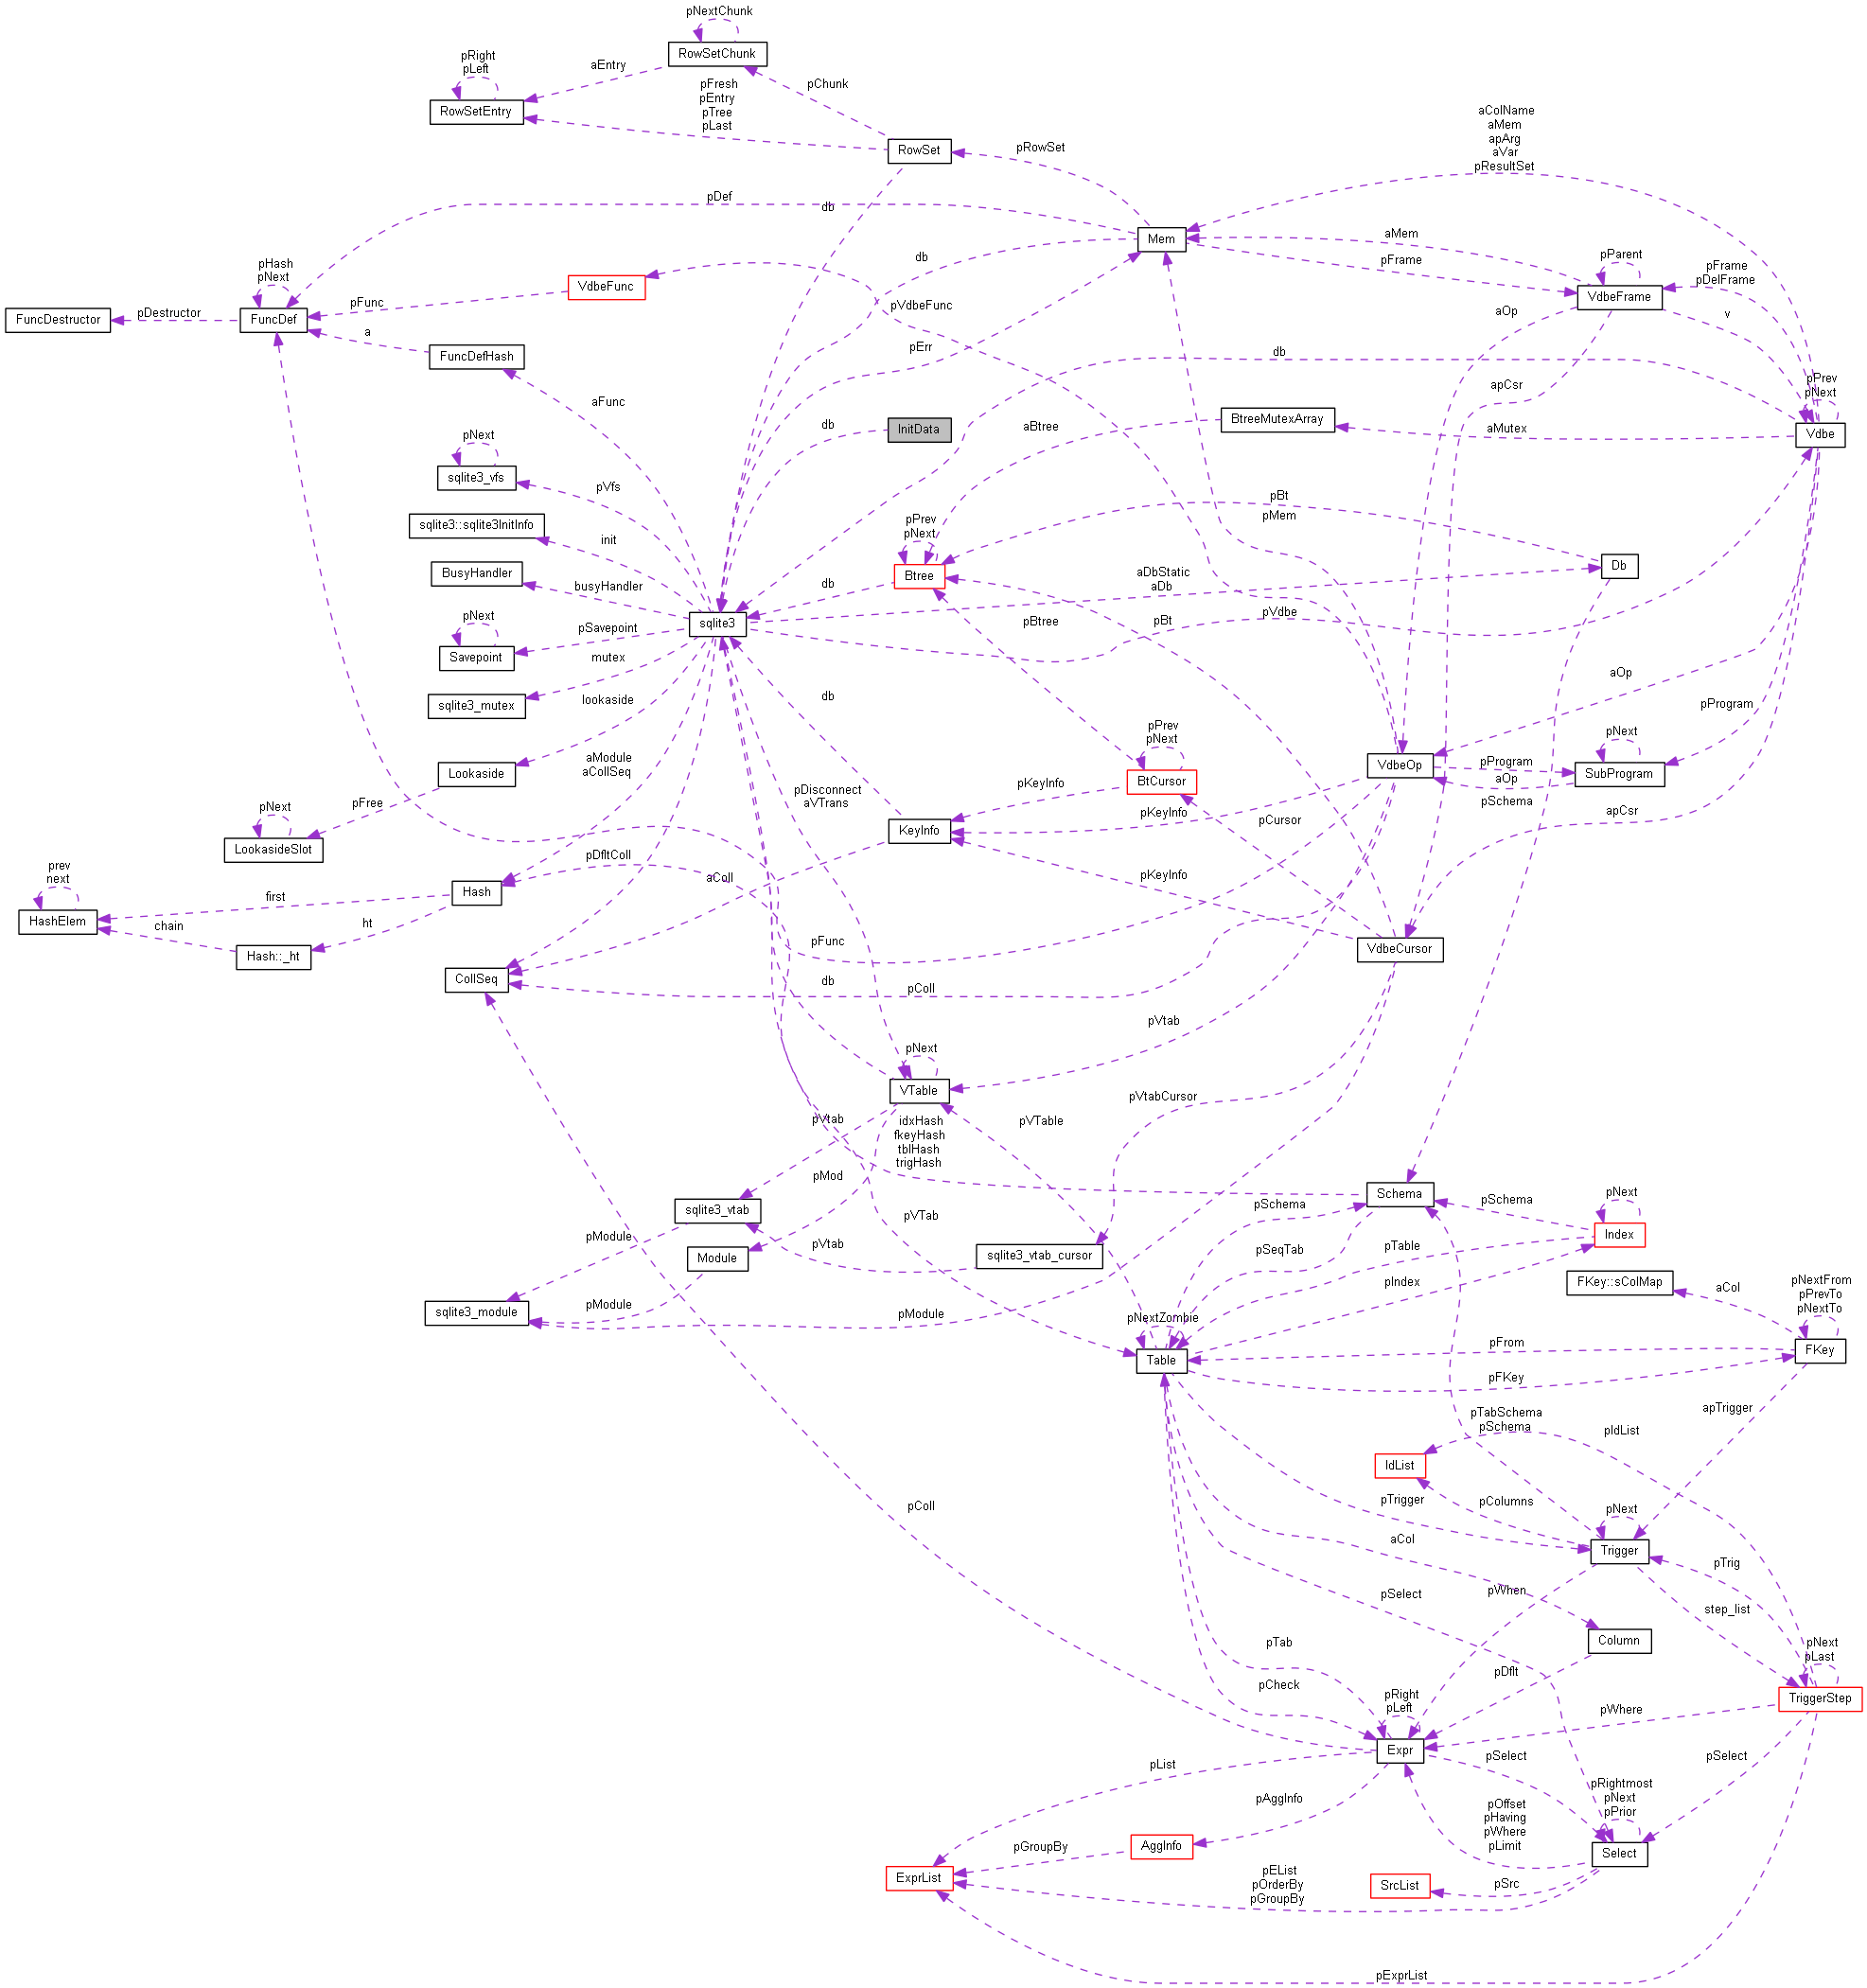 pNextChunk
RowSetChunk
pRight
pLeft
aEntry
pChunk
pFresh
pEntry
pTree
pLast
RowSetEntry
RowSet
pRowSet
aColName
aMem
apArg
aVar
pResultSet
pDef
db
Mem
aMem
pFrame
pParent
pFrame
pDelFrame
VdbeFrame
db
pHash
pNext
VdbeFunc
pFunc
pVdbeFunc
FuncDestructor
pDestructor
FuncDef
a
FuncDefHash
pErr
aOp
v
db
apCsr
pPrev
pNext
Vdbe
aFunc
db
InitData
aBtree
BtreeMutexArray
aMutex
pNext
sqlite3_vfs
pVfs
pBt
pMem
sqlite3::sqlite3InitInfo
init
pPrev
pNext
Btree
BusyHandler
busyHandler
db
aDbStatic
aDb
Db
pNext
Savepoint
pSavepoint
sqlite3
pBtree
pBt
pVdbe
mutex
sqlite3_mutex
lookaside
db
aOp
pProgram
Lookaside
aModule
aCollSeq
pPrev
pNext
BtCursor
VdbeOp
pProgram
aOp
pNext
SubProgram
pSchema
pNext
pFree
LookasideSlot
pDisconnect
aVTrans
pKeyInfo
pKeyInfo
pCursor
apCsr
KeyInfo
prev
next
HashElem
first
Hash
pDfltColl
aColl
pKeyInfo
chain
ht
Hash::_ht
pFunc
VdbeCursor
CollSeq
db
pColl
pVtab
pNext
VTable
pVtab
idxHash
fkeyHash
tblHash
trigHash
pVTable
pVtabCursor
pMod
sqlite3_vtab
Schema
pSchema
pNext
Index
pSchema
pVTab
pModule
Module
pVtab
sqlite3_vtab_cursor
pSeqTab
pTable
pIndex
FKey::sColMap
aCol
pNextFrom
pPrevTo
pNextTo
FKey
sqlite3_module
pModule
pModule
pNextZombie
Table
pFrom
pFKey
apTrigger
pTabSchema
pSchema
pIdList
IdList
pTrigger
pColumns
pNext
Trigger
pColl
aCol
pTrig
pSelect
pWhen
step_list
Column
pNext
pLast
TriggerStep
pTab
pCheck
pDflt
pRight
pLeft
Expr
pWhere
pList
pSelect
pSelect
pAggInfo
pOffset
pHaving
pWhere
pLimit
pRightmost
pNext
pPrior
Select
pGroupBy
AggInfo
ExprList
pEList
pOrderBy
pGroupBy
SrcList
pSrc
pExprList